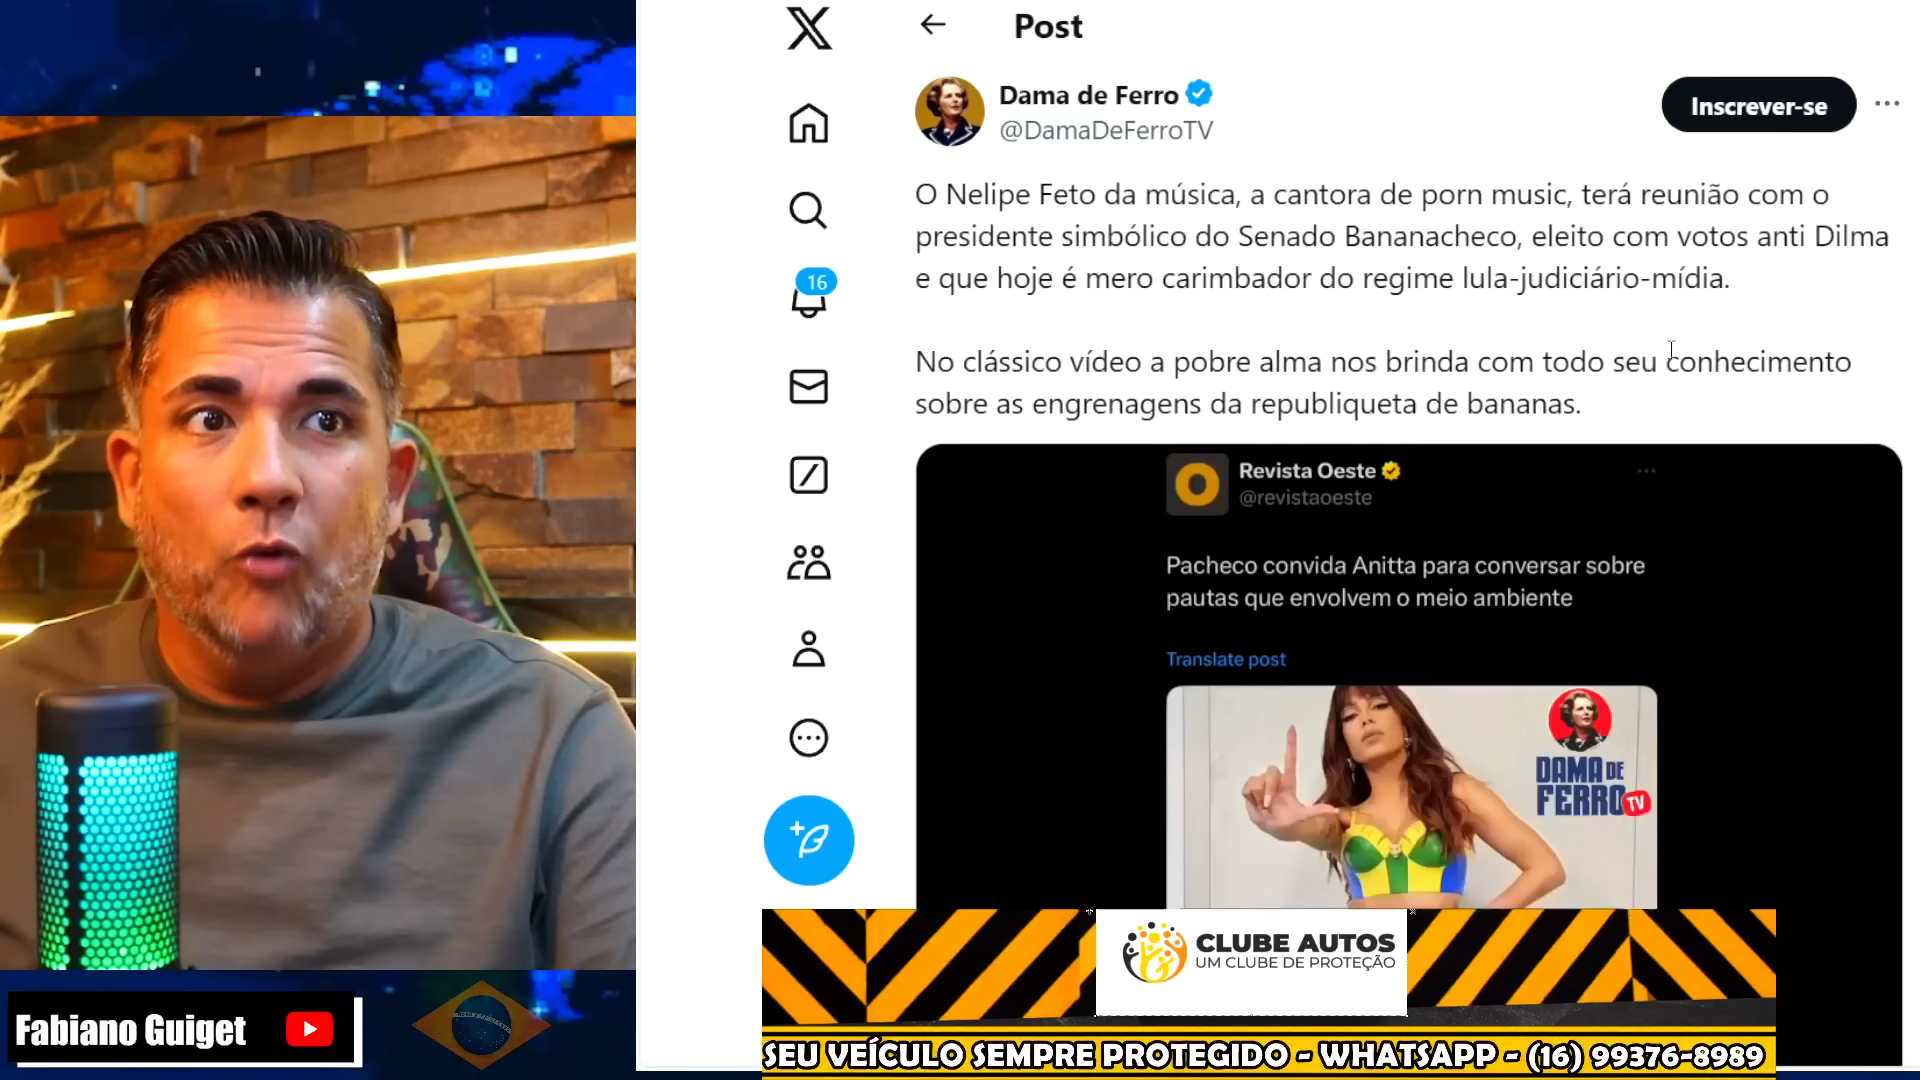 Post
Dama de Ferro
@DamaDeFerroTV
Inscrever-se
16
O Nelipe Feto da música, a cantora de porn music, terá reunião com o
presidente simbólico do Senado Bananacheco, eleito com votos anti Dilma
e que hoje é mero carimbador do regime lula-judiciário-mídia.
No clássico vídeo a pobre alma nos brinda com todo seu conhecimento
sobre as engrenagens da republiqueta de bananas.
Revista Oeste
@revistaoeste
Pacheco convida Anitta para conversar sobre
pautas que envolvem o meio ambiente
Translate post
DAMA DE
FERRO TV
CLUBE AUTOS
UM CLUBE DE PROTEÇÃO
Fabiano Guiget
SEU VEÍCULO SEMPRE PROTEGIDO - WHATSAPP - (16) 99376-8989